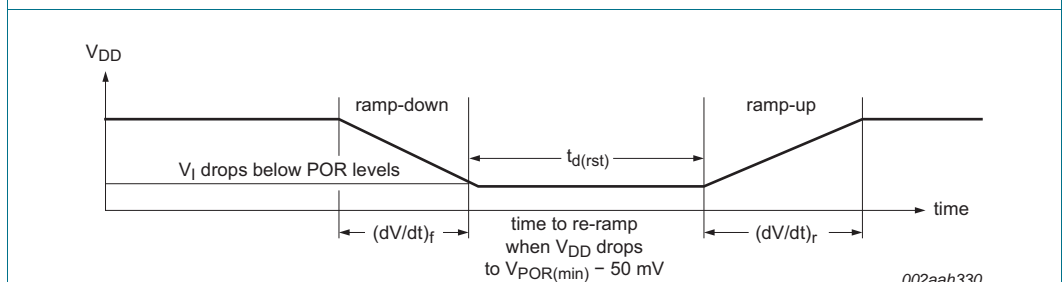 VDD
ramp-down
ramp-up
td(rst)
VI drops below POR levels
time
(dV/dt)f
time to re-ramp
when VDD drops
to VPOR(min) − 50 mV
(dV/dt)r
002aah330